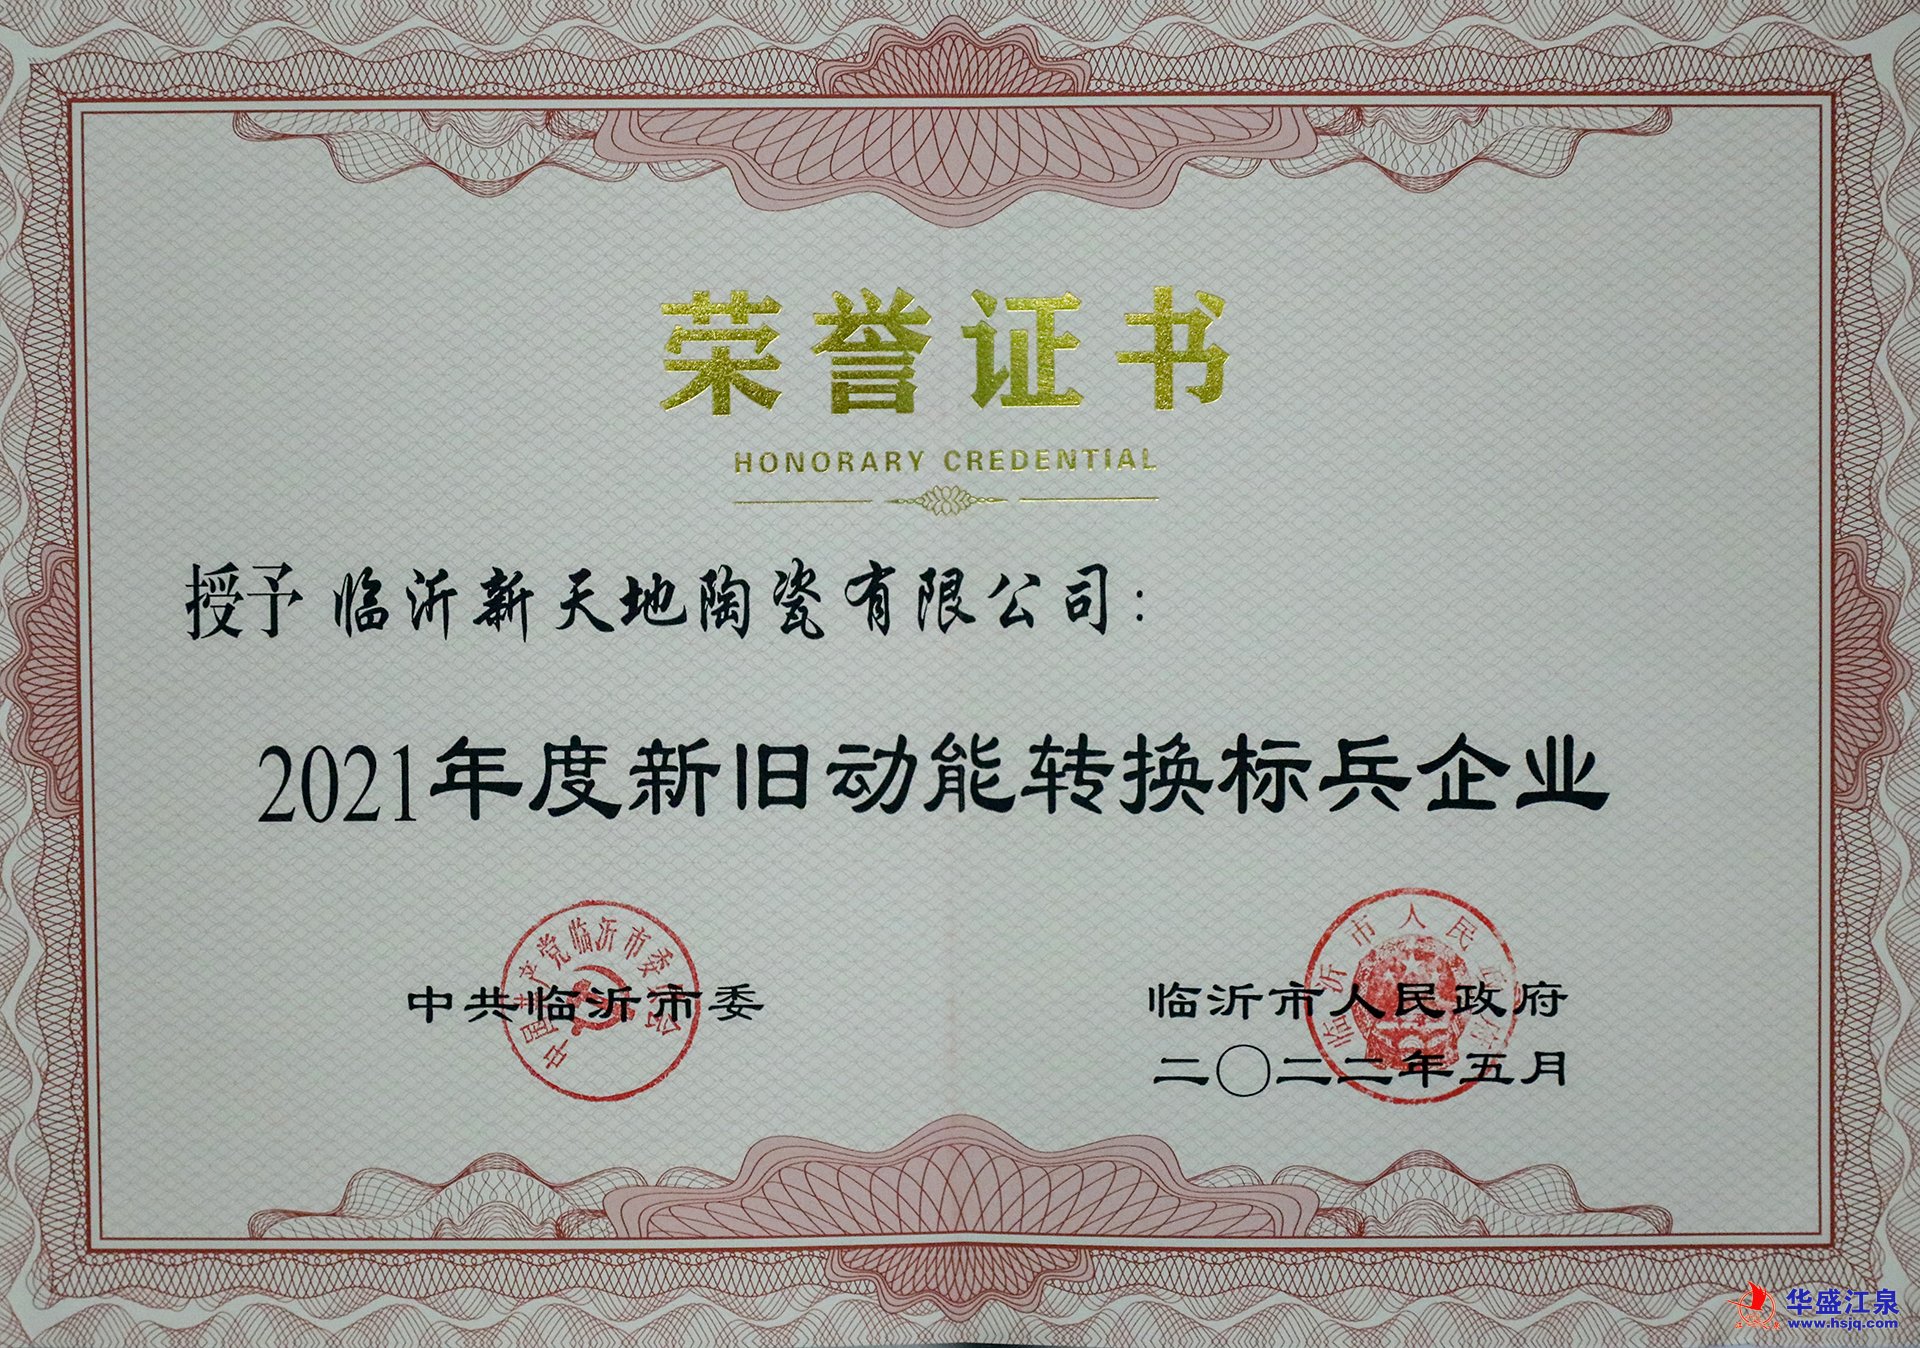 荣誉证书
HONORARY CREDENTIAL
授予 临沂新天地陶瓷有限公司：
2021年度新旧动能转换标兵企业
中共临沂市委
临沂市人民政府
二〇二二年五月
华盛江泉
www.hsjq.com